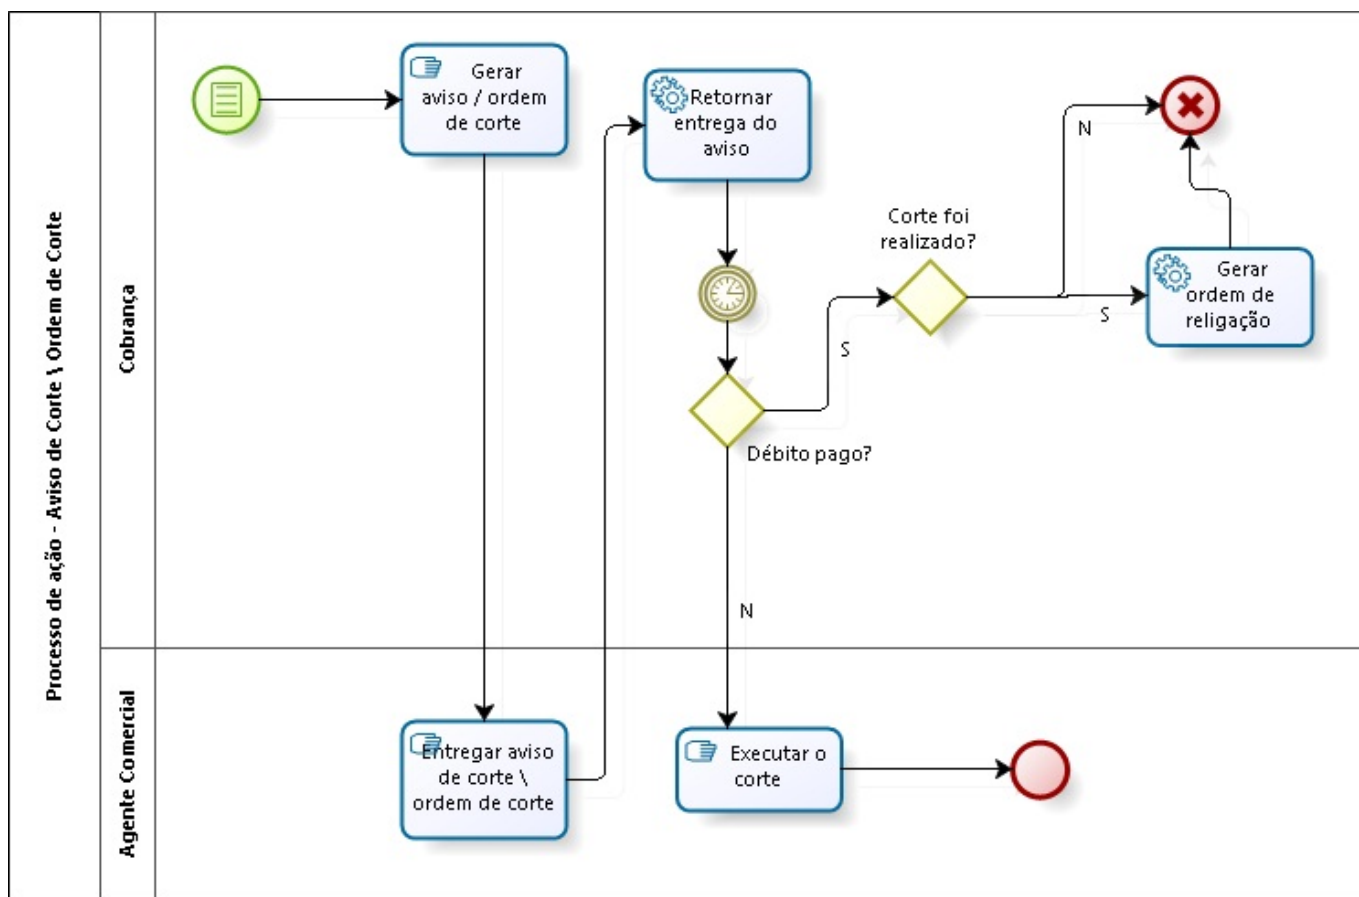 Processo de ação - Aviso de Corte \ Ordem de Corte
Cobrança
Gerar
aviso / ordem
de corte
Retornar
entrega do
aviso
Corte foi
realizado?
N
S
Gerar
ordem de
religação
S
Débito pago?
N
Agente Comercial
Entregar aviso
de corte \
ordem de corte
Executar o
corte